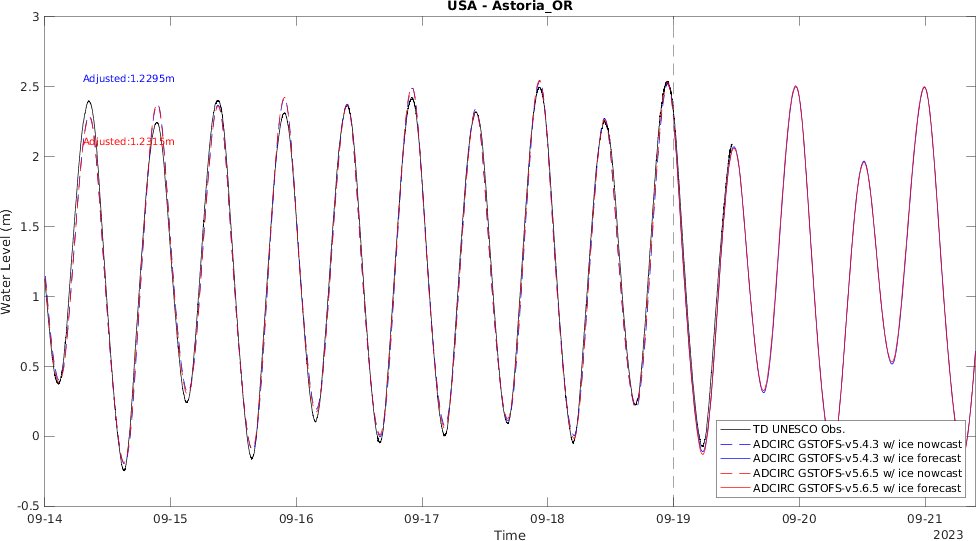 USA - Astoria_OR
3
2.5
2
1.5
1
0.5
0
-0.5
Water Level (m)
Adjusted:1.2295m
Adjusted:1.2315m
TD UNESCO Obs.
ADCIRC GSTOFS-v5.4.3 w/ ice nowcast
ADCIRC GSTOFS-v5.4.3 w/ ice forecast
ADCIRC GSTOFS-v5.6.5 w/ ice nowcast
ADCIRC GSTOFS-v5.6.5 w/ ice forecast
09-14 09-15 09-16 09-17 09-18 09-19 09-20 09-21
Time
2023